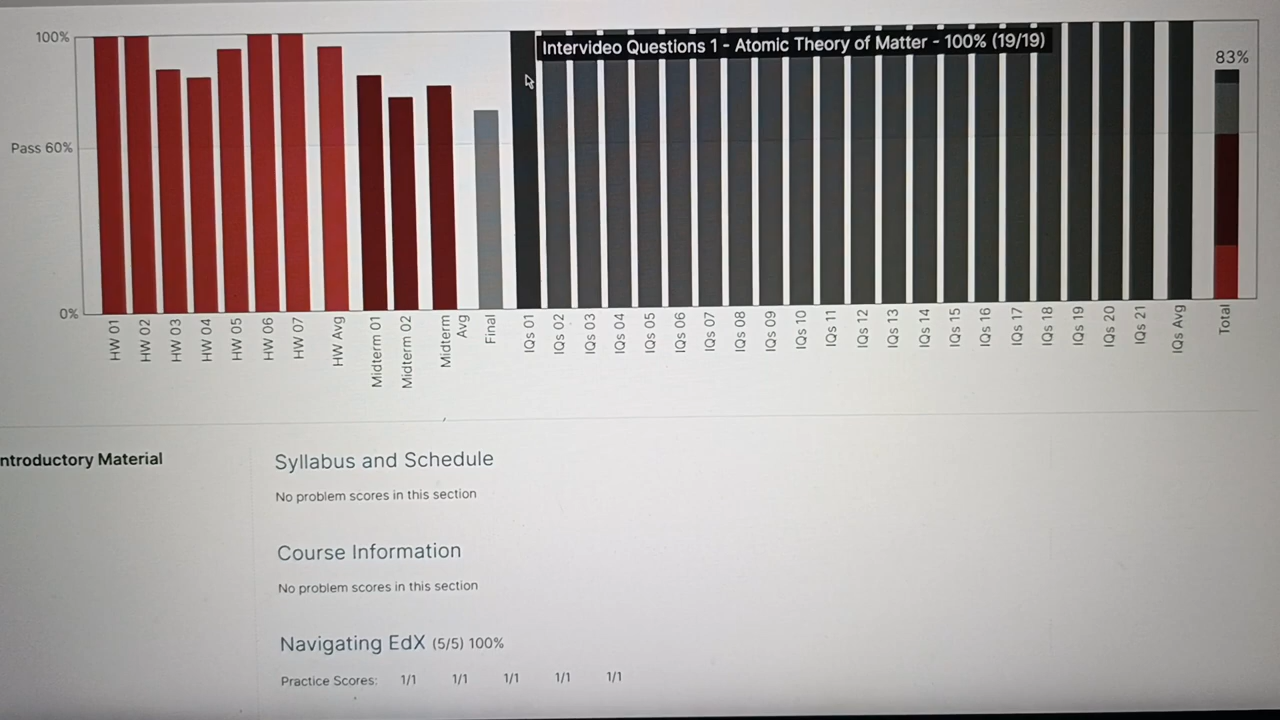 100%
Intervideo Questions 1 - Atomic Theory of Matter - 100% (19/19)
83%
Pass 60%
0%
HW 01
HW 02
HW 03
HW 04
HW 05
HW 06
HW 07
HW Avg
Midterm 01
Midterm 02
Midterm
Avg
Final
IQs 01
IQs 02
IQs 03
IQs 04
IQs 05
IQs 06
IQs 07
IQs 08
IQs 09
IQs 10
IQs 11
IQs 12
IQs 13
IQs 14
IQs 15
IQs 16
IQs 17
IQs 18
IQs 19
IQs 20
IQs 21
IQs Avg
Total
ntroductory Material
Syllabus and Schedule
No problem scores in this section
Course Information
No problem scores in this section
Navigating EdX (5/5) 100%
Practice Scores: 1/1 1/1 1/1 1/1 1/1